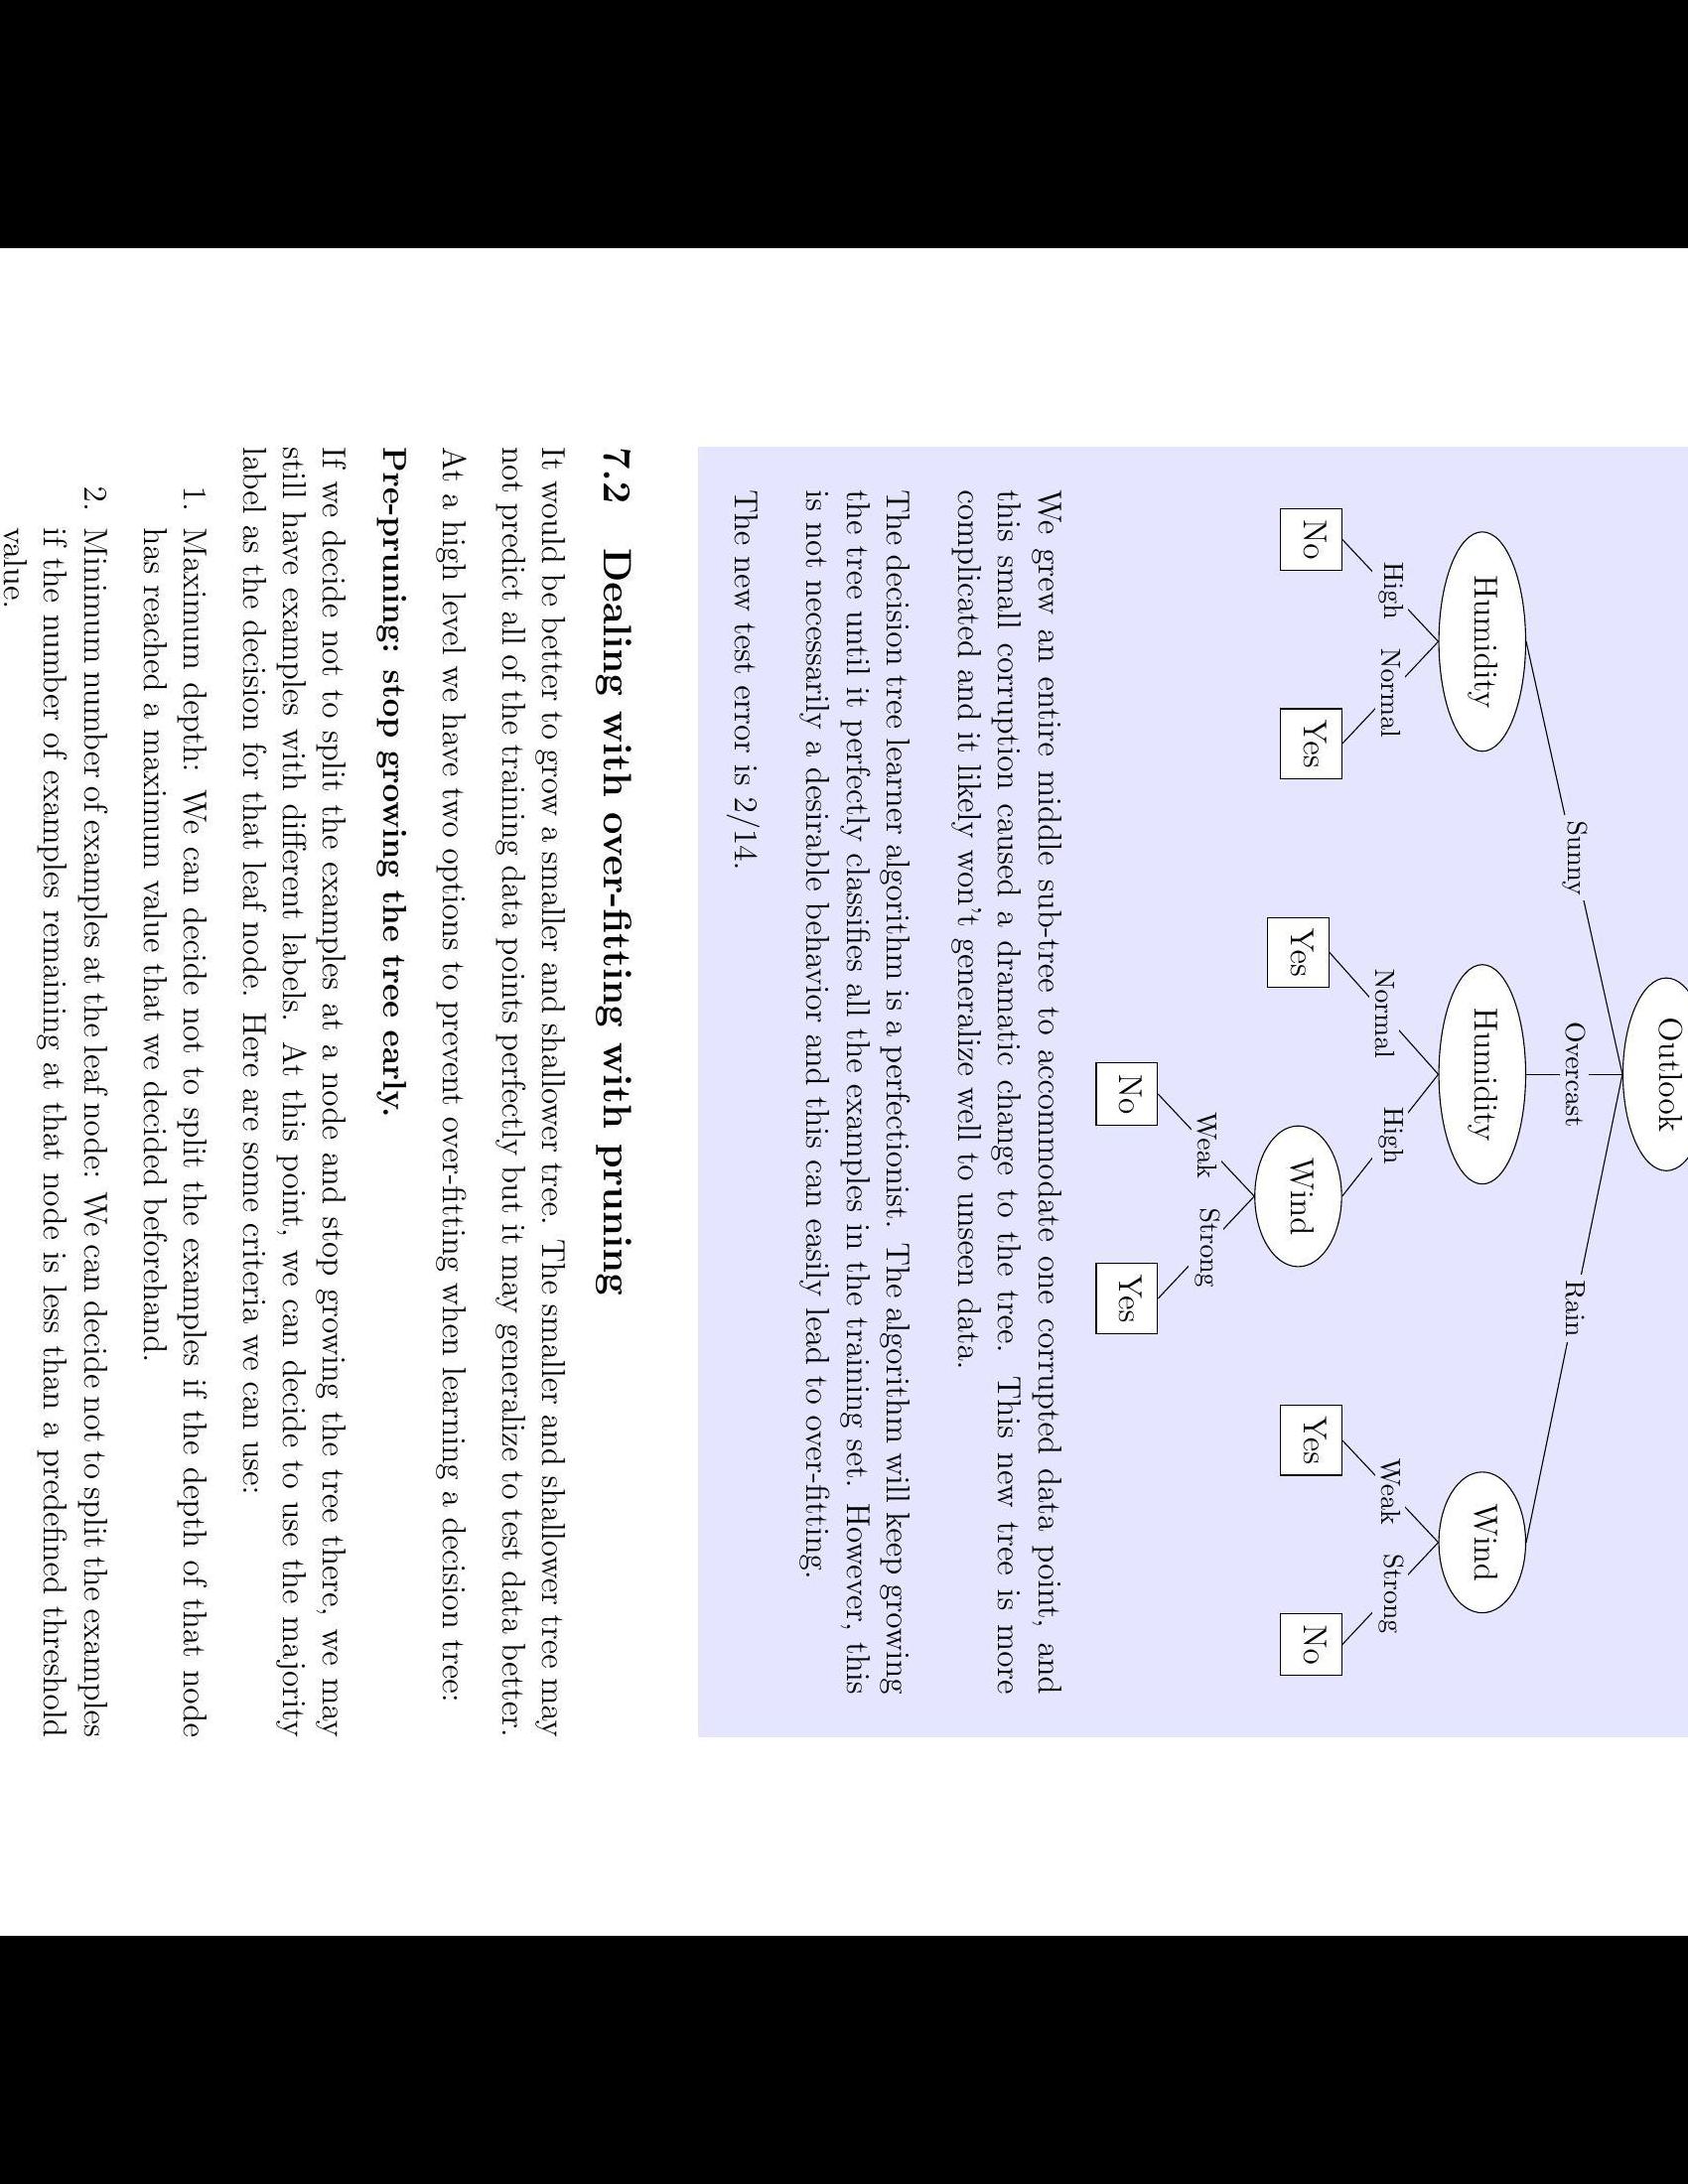 Outlook
Sunny Overcast Rain
Humidity Humidity Wind
High Normal Normal High Weak Strong
No Yes Yes Wind Yes No
Weak Strong
No Yes
We grew an entire middle sub-tree to accommodate one corrupted data point, and
this small corruption caused a dramatic change to the tree. This new tree is more
complicated and it likely won't generalize well to unseen data.
The decision tree learner algorithm is a perfectionist. The algorithm will keep growing
the tree until it perfectly classifies all the examples in the training set. However, this
is not necessarily a desirable behavior and this can easily lead to over-fitting.
The new test error is 2/14.
7.2 Dealing with over-fitting with pruning
It would be better to grow a smaller and shallower tree. The smaller and shallower tree may
not predict all of the training data points perfectly but it may generalize to test data better.
At a high level we have two options to prevent over-fitting when learning a decision tree:
Pre-pruning: stop growing the tree early.
If we decide not to split the examples at a node and stop growing the tree there, we may
still have examples with different labels. At this point, we can decide to use the majority
label as the decision for that leaf node. Here are some criteria we can use:
1. Maximum depth: We can decide not to split the examples if the depth of that node
has reached a maximum value that we decided beforehand.
2. Minimum number of examples at the leaf node: We can decide not to split the examples
if the number of examples remaining at that node is less than a predefined threshold
value.